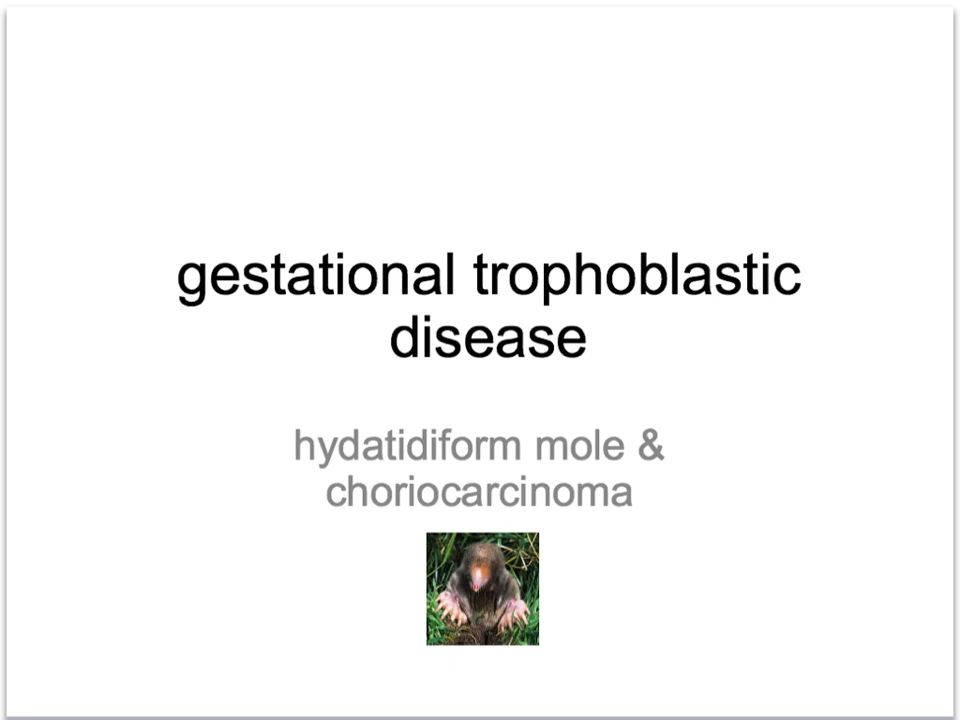 gestational trophoblastic
disease
hydatidiform mole &
choriocarcinoma